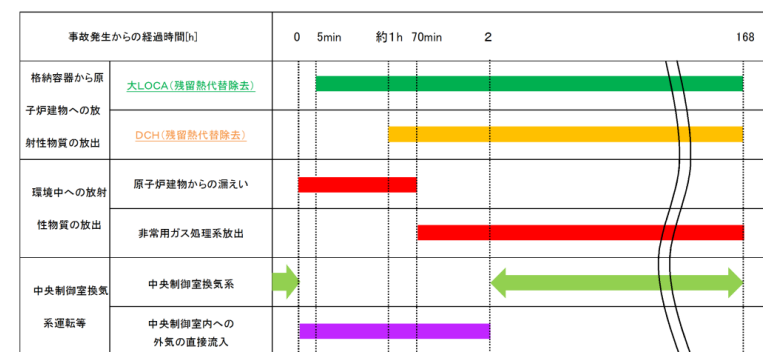 事故発生からの経過時間[h]
0 5min 約1h 70min 2 168
格納容器から原
子炉建物への放
射性物質の放出
大LOCA(残留熱代替除去)
DCH(残留熱代替除去)
環境中への放射
性物質の放出
原子炉建物からの漏えい
非常用ガス処理系放出
中央制御室換気
系運転等
中央制御室換気系
中央制御室内への
外気の直接流入